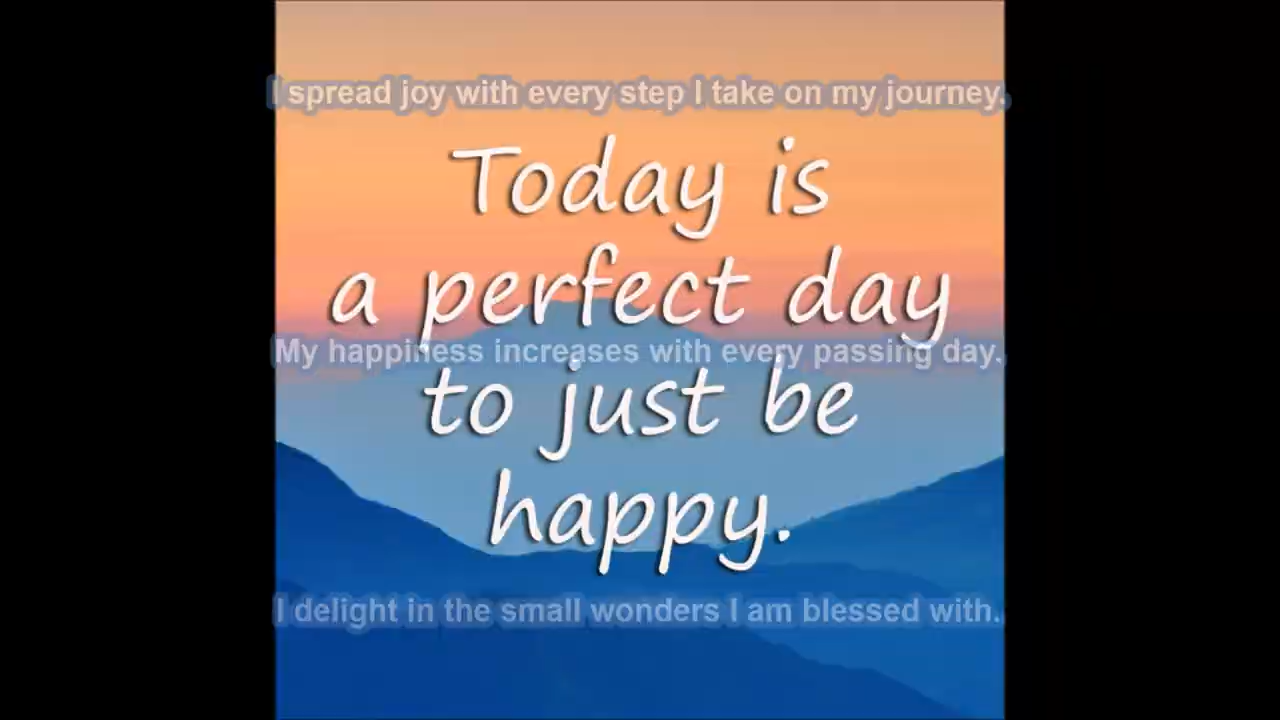 I spread joy with every step I take on my journey.
Today is
a perfect day
My happiness increases with every passing day.
to just be
happy.
I delight in the small wonders I am blessed with.